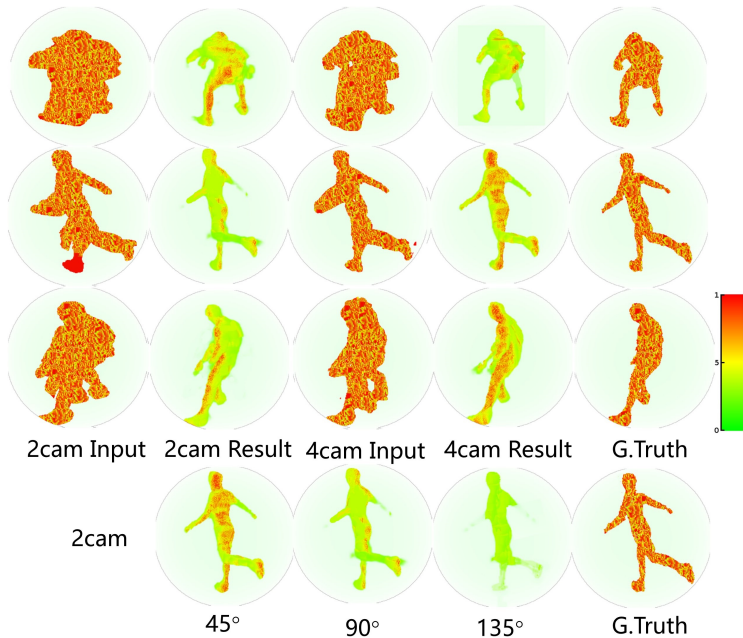 1
5
0
2cam Input 2cam Result 4cam Input 4cam Result G.Truth
2cam
45° 90° 135° G.Truth